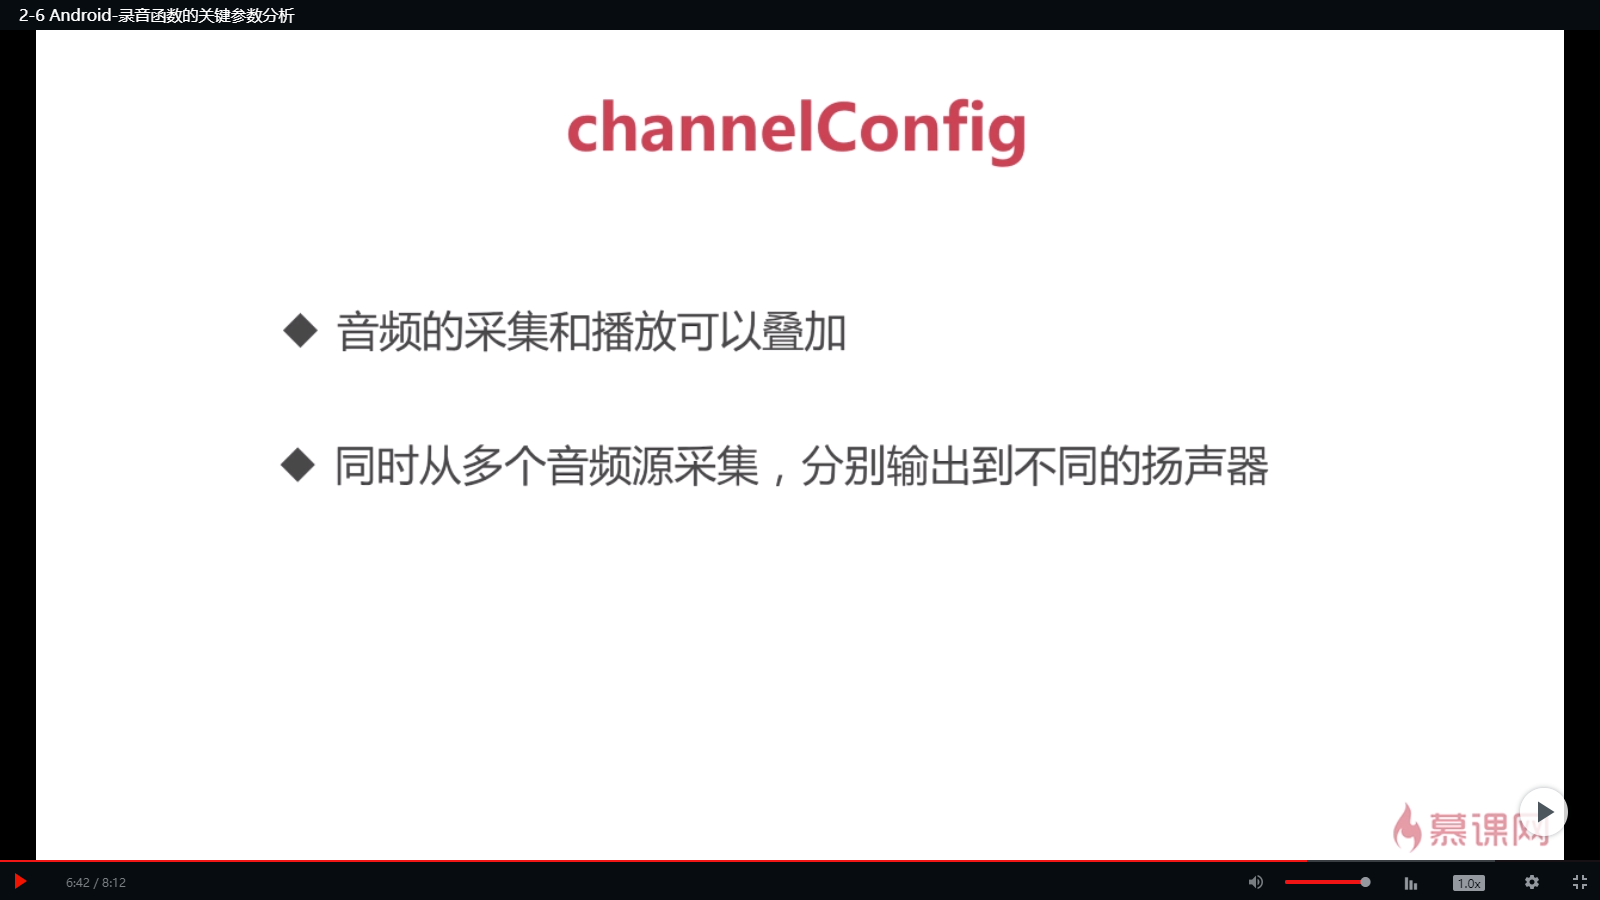 2-6 Android-录音函数的关键参数分析
channelConfig
◆ 音频的采集和播放可以叠加
◆ 同时从多个音频源采集，分别输出到不同的扬声器
慕课网
6:42 / 8:12
1.0x